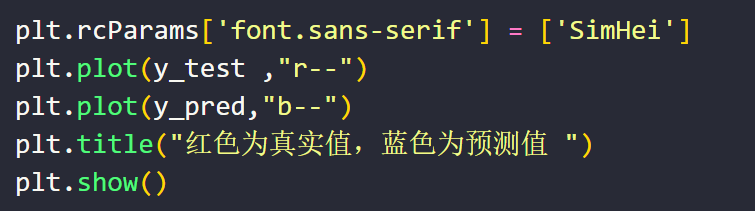 plt.rcParams['font.sans-serif'] = ['SimHei']
plt.plot(y_test ,"r--")
plt.plot(y_pred,"b--")
plt.title("红色为真实值，蓝色为预测值 ")
plt.show()